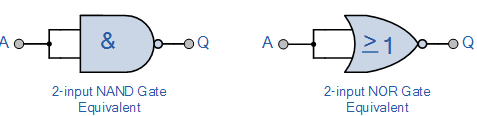 A & Q
A ≥1 Q
2-input NAND Gate
Equivalent
2-input NOR Gate
Equivalent